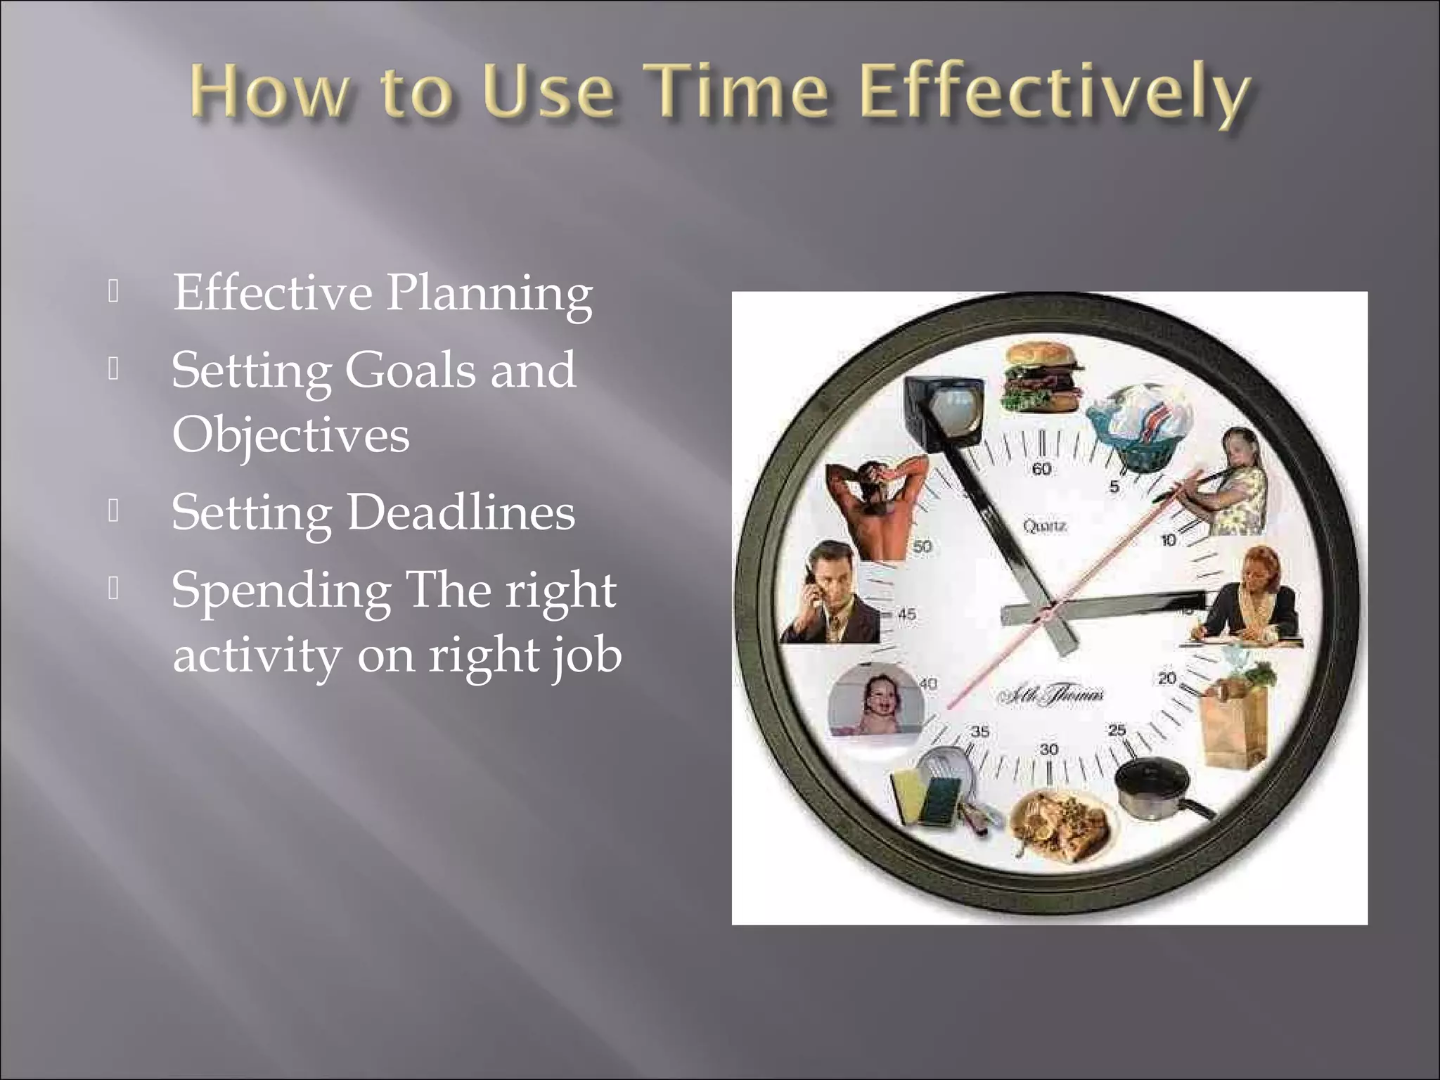 How to Use Time Effectively
Effective Planning
Setting Goals and
Objectives
Setting Deadlines
Spending The right
activity on right job
60
5
10
15
20
25
30
35
40
45
50
Quartz
Seth Thomas